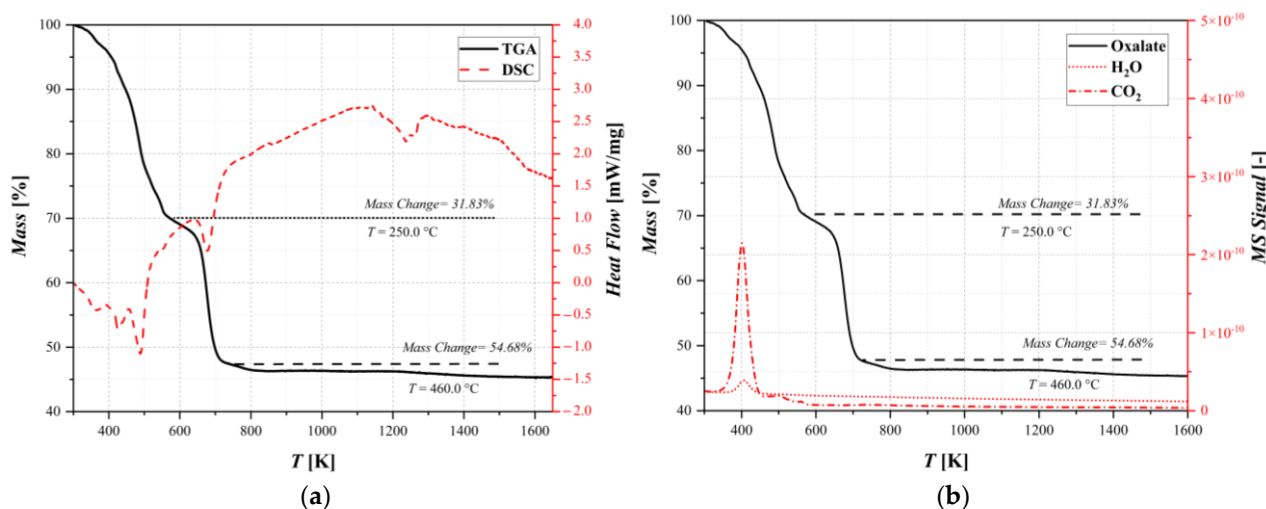 TGA
DSC
Mass Change= 31.83%
T = 250.0 °C
Mass Change= 54.68%
T = 460.0 °C
100
90
80
70
60
50
40
Mass [%]
4.0
3.5
3.0
2.5
2.0
1.5
1.0
0.5
0.0
−0.5
−1.0
−1.5
−2.0
Heat Flow [mW/mg]
400 600 800 1000 1200 1400 1600
T [K]
(a)
Oxalate
H₂O
CO₂
Mass Change= 31.83%
T = 250.0 °C
Mass Change= 54.68%
T = 460.0 °C
100
90
80
70
60
50
40
Mass [%]
5×10⁻¹⁰
4×10⁻¹⁰
3×10⁻¹⁰
2×10⁻¹⁰
1×10⁻¹⁰
0
MS Signal [-]
400 600 800 1000 1200 1400 1600
T [K]
(b)